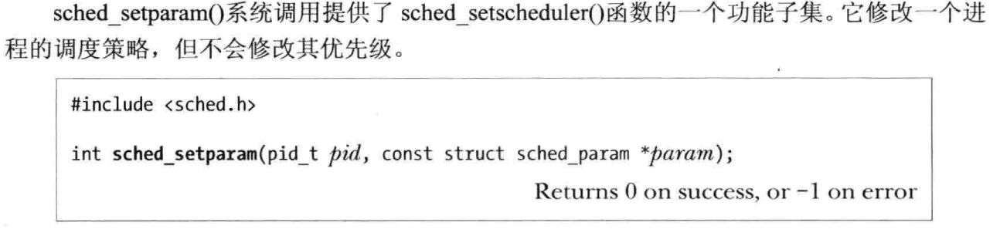 sched_setparam()系统调用提供了 sched_setscheduler()函数的一个功能子集。它修改一个进
程的调度策略，但不会修改其优先级。
#include <sched.h>
int sched_setparam(pid_t pid, const struct sched_param *param);
Returns 0 on success, or −1 on error